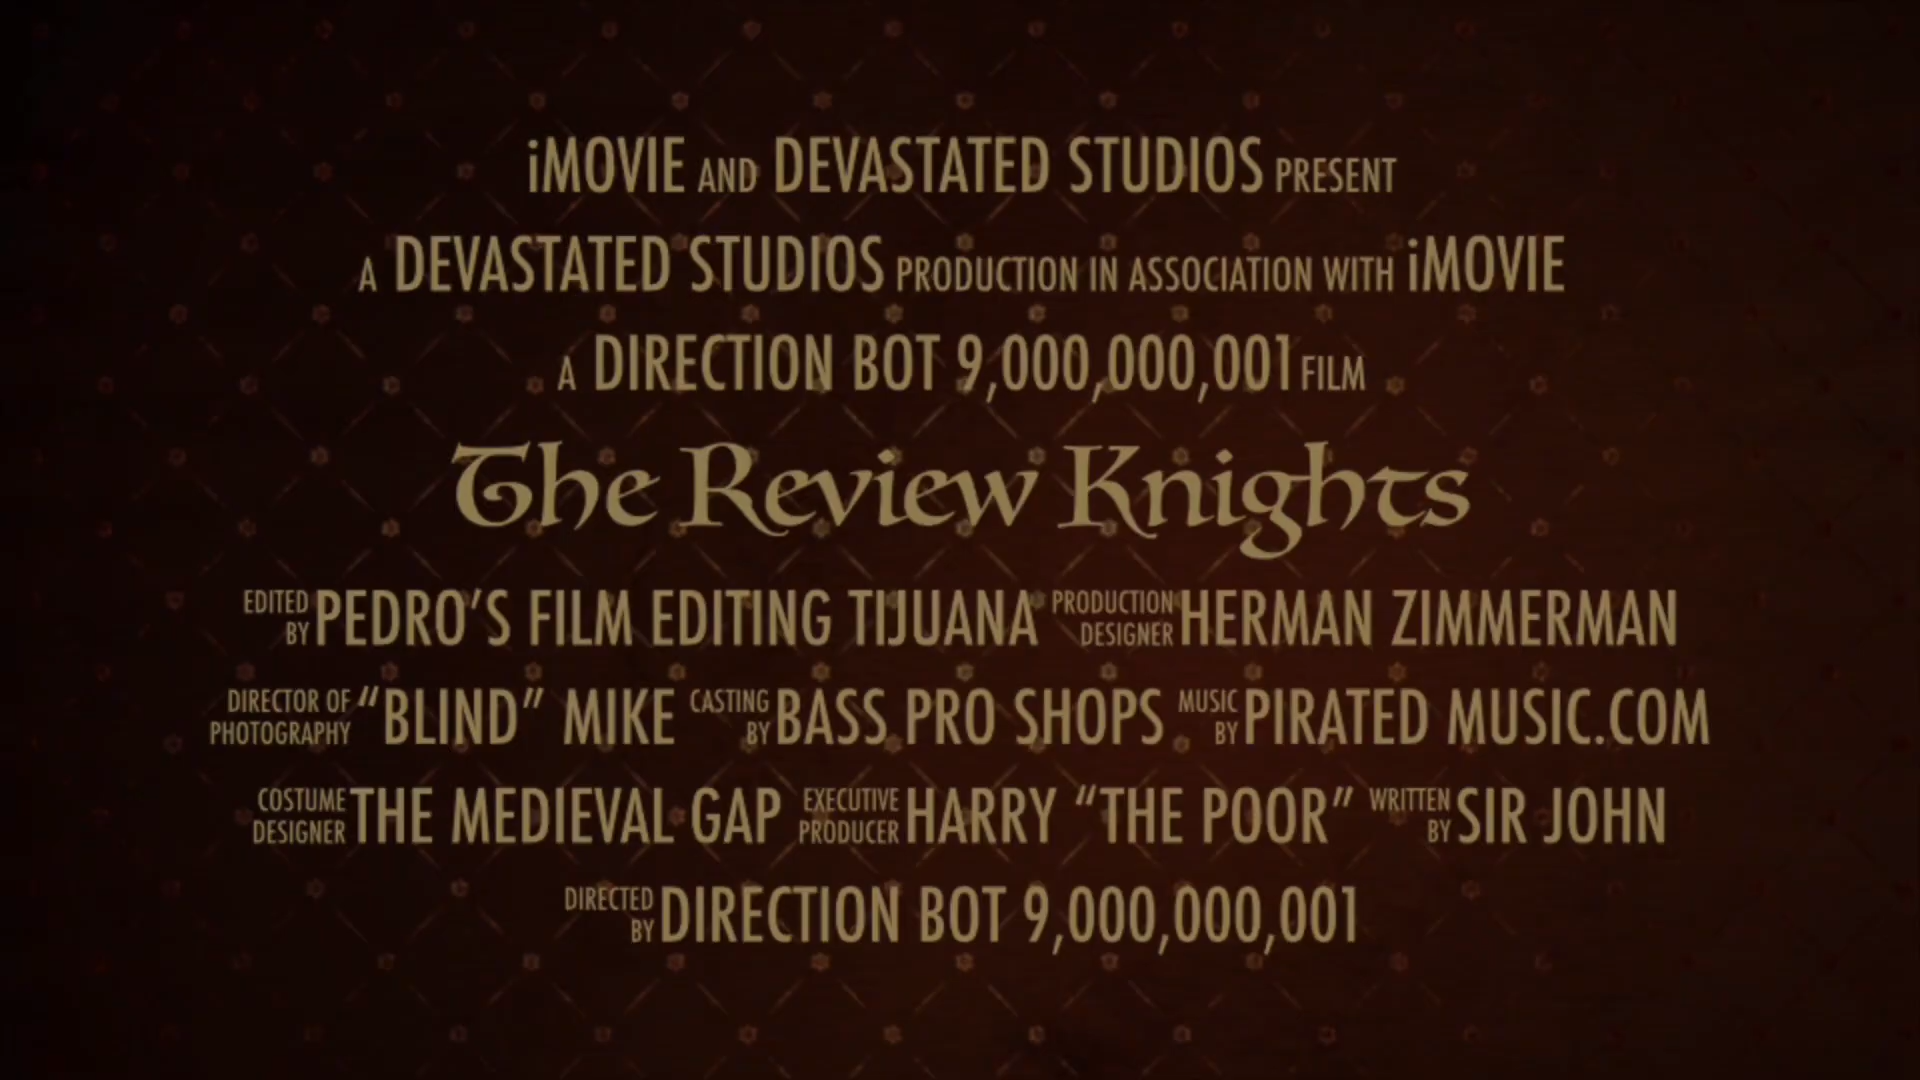 iMOVIE AND DEVASTATED STUDIOS PRESENT
A DEVASTATED STUDIOS PRODUCTION IN ASSOCIATION WITH iMOVIE
A DIRECTION BOT 9,000,000,001 FILM
The Review Knights
EDITED BY PEDRO'S FILM EDITING TIJUANA PRODUCTION DESIGNER HERMAN ZIMMERMAN
DIRECTOR OF PHOTOGRAPHY “BLIND” MIKE CASTING BY BASS PRO SHOPS MUSIC BY PIRATED MUSIC.COM
COSTUME DESIGNER THE MEDIEVAL GAP EXECUTIVE PRODUCER HARRY “THE POOR” WRITTEN BY SIR JOHN
DIRECTED BY DIRECTION BOT 9,000,000,001